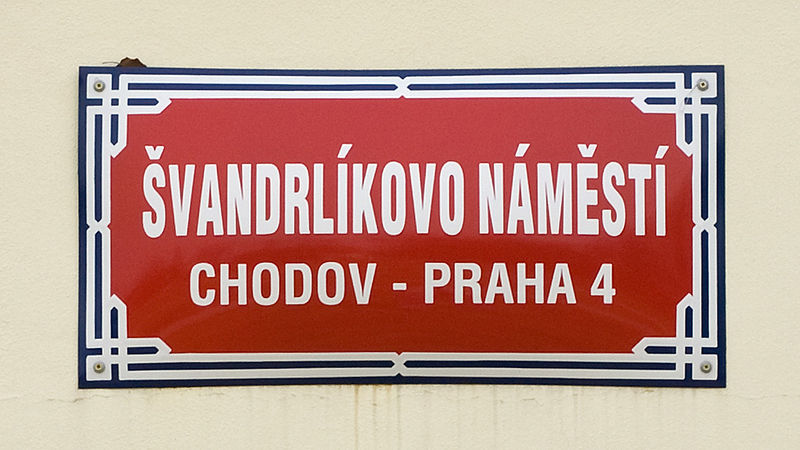 ŠVANDRLÍKOVO NÁMĚSTÍ
CHODOV - PRAHA 4